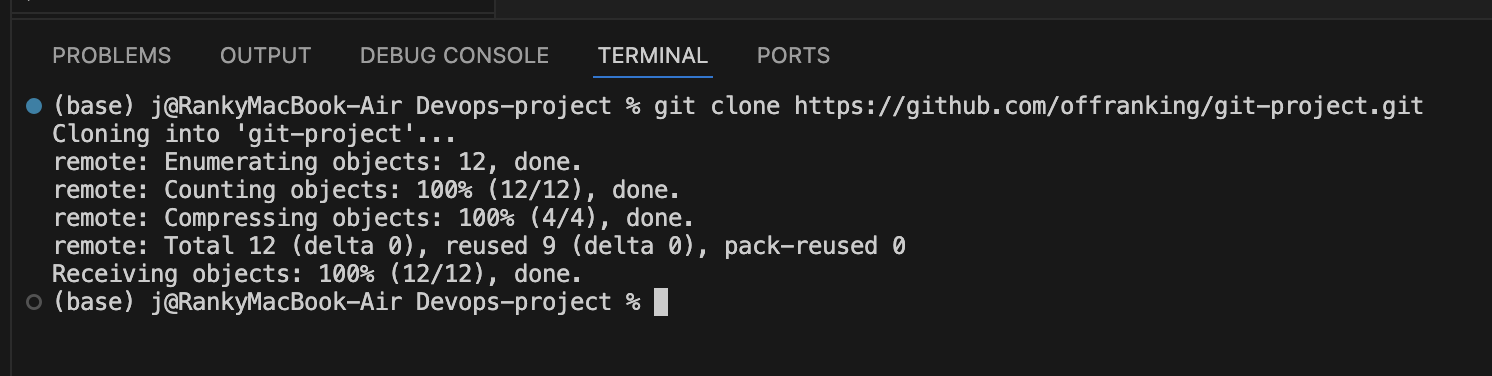 PROBLEMS OUTPUT DEBUG CONSOLE TERMINAL PORTS
(base) j@RankyMacBook-Air Devops-project % git clone https://github.com/offranking/git-project.git
Cloning into 'git-project'...
remote: Enumerating objects: 12, done.
remote: Counting objects: 100% (12/12), done.
remote: Compressing objects: 100% (4/4), done.
remote: Total 12 (delta 0), reused 9 (delta 0), pack-reused 0
Receiving objects: 100% (12/12), done.
(base) j@RankyMacBook-Air Devops-project %